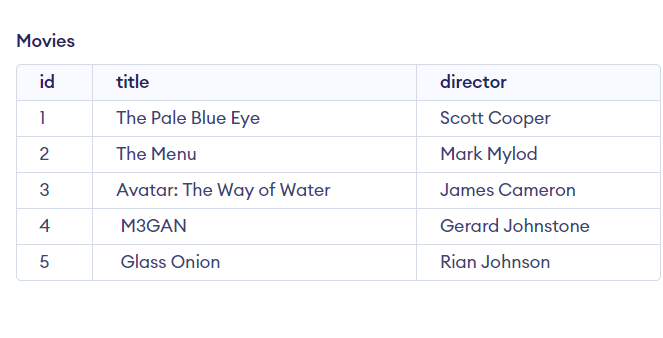 Movies
id title director
1 The Pale Blue Eye Scott Cooper
2 The Menu Mark Mylod
3 Avatar: The Way of Water James Cameron
4 M3GAN Gerard Johnstone
5 Glass Onion Rian Johnson